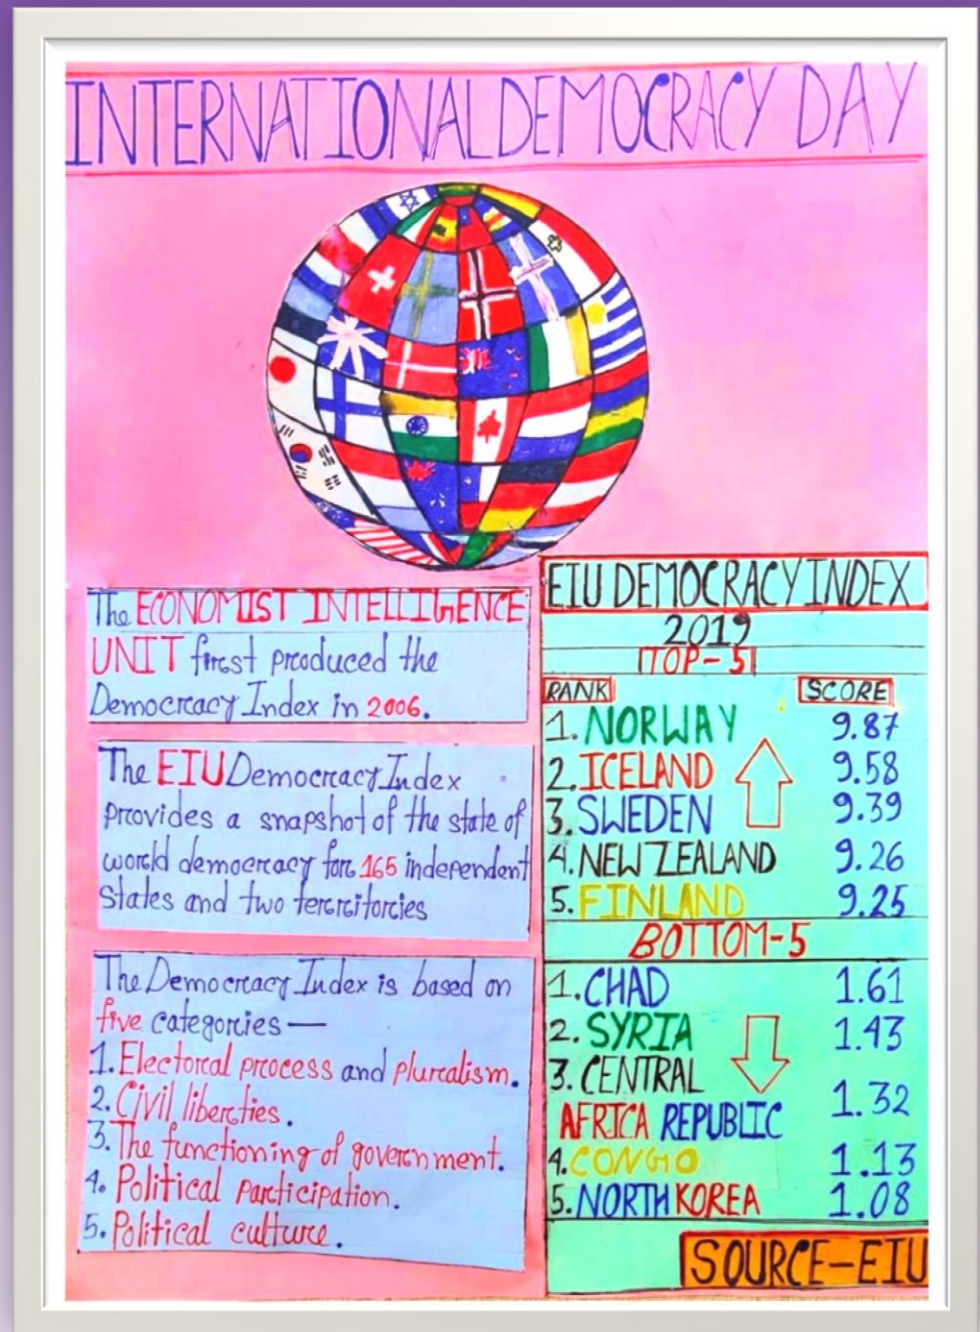 INTERNATIONAL DEMOCRACY DAY
The ECONOMIST INTELLIGENCE
UNIT first produced the
Democracy Index in 2006.
The EIU Democracy Index
Provides a snapshot of the state of
world democracy for 165 independent
States and two territories
The Democracy Index is based on
five categories —
1. Electoral process and pluralism.
2. Civil liberties.
3. The functioning of government.
4. Political Participation.
5. Political culture.
EIU DEMOCRACY INDEX
2019
TOP-5
RANK SCORE
1. NORWAY 9.87
2. ICELAND 9.58
3. SWEDEN 9.39
4. NEW ZEALAND 9.26
5. FINLAND 9.25
BOTTOM-5
1. CHAD 1.61
2. SYRIA 1.43
3. CENTRAL
AFRICA REPUBLIC 1.32
4. CONGO 1.13
5. NORTH KOREA 1.08
SOURCE-EIU